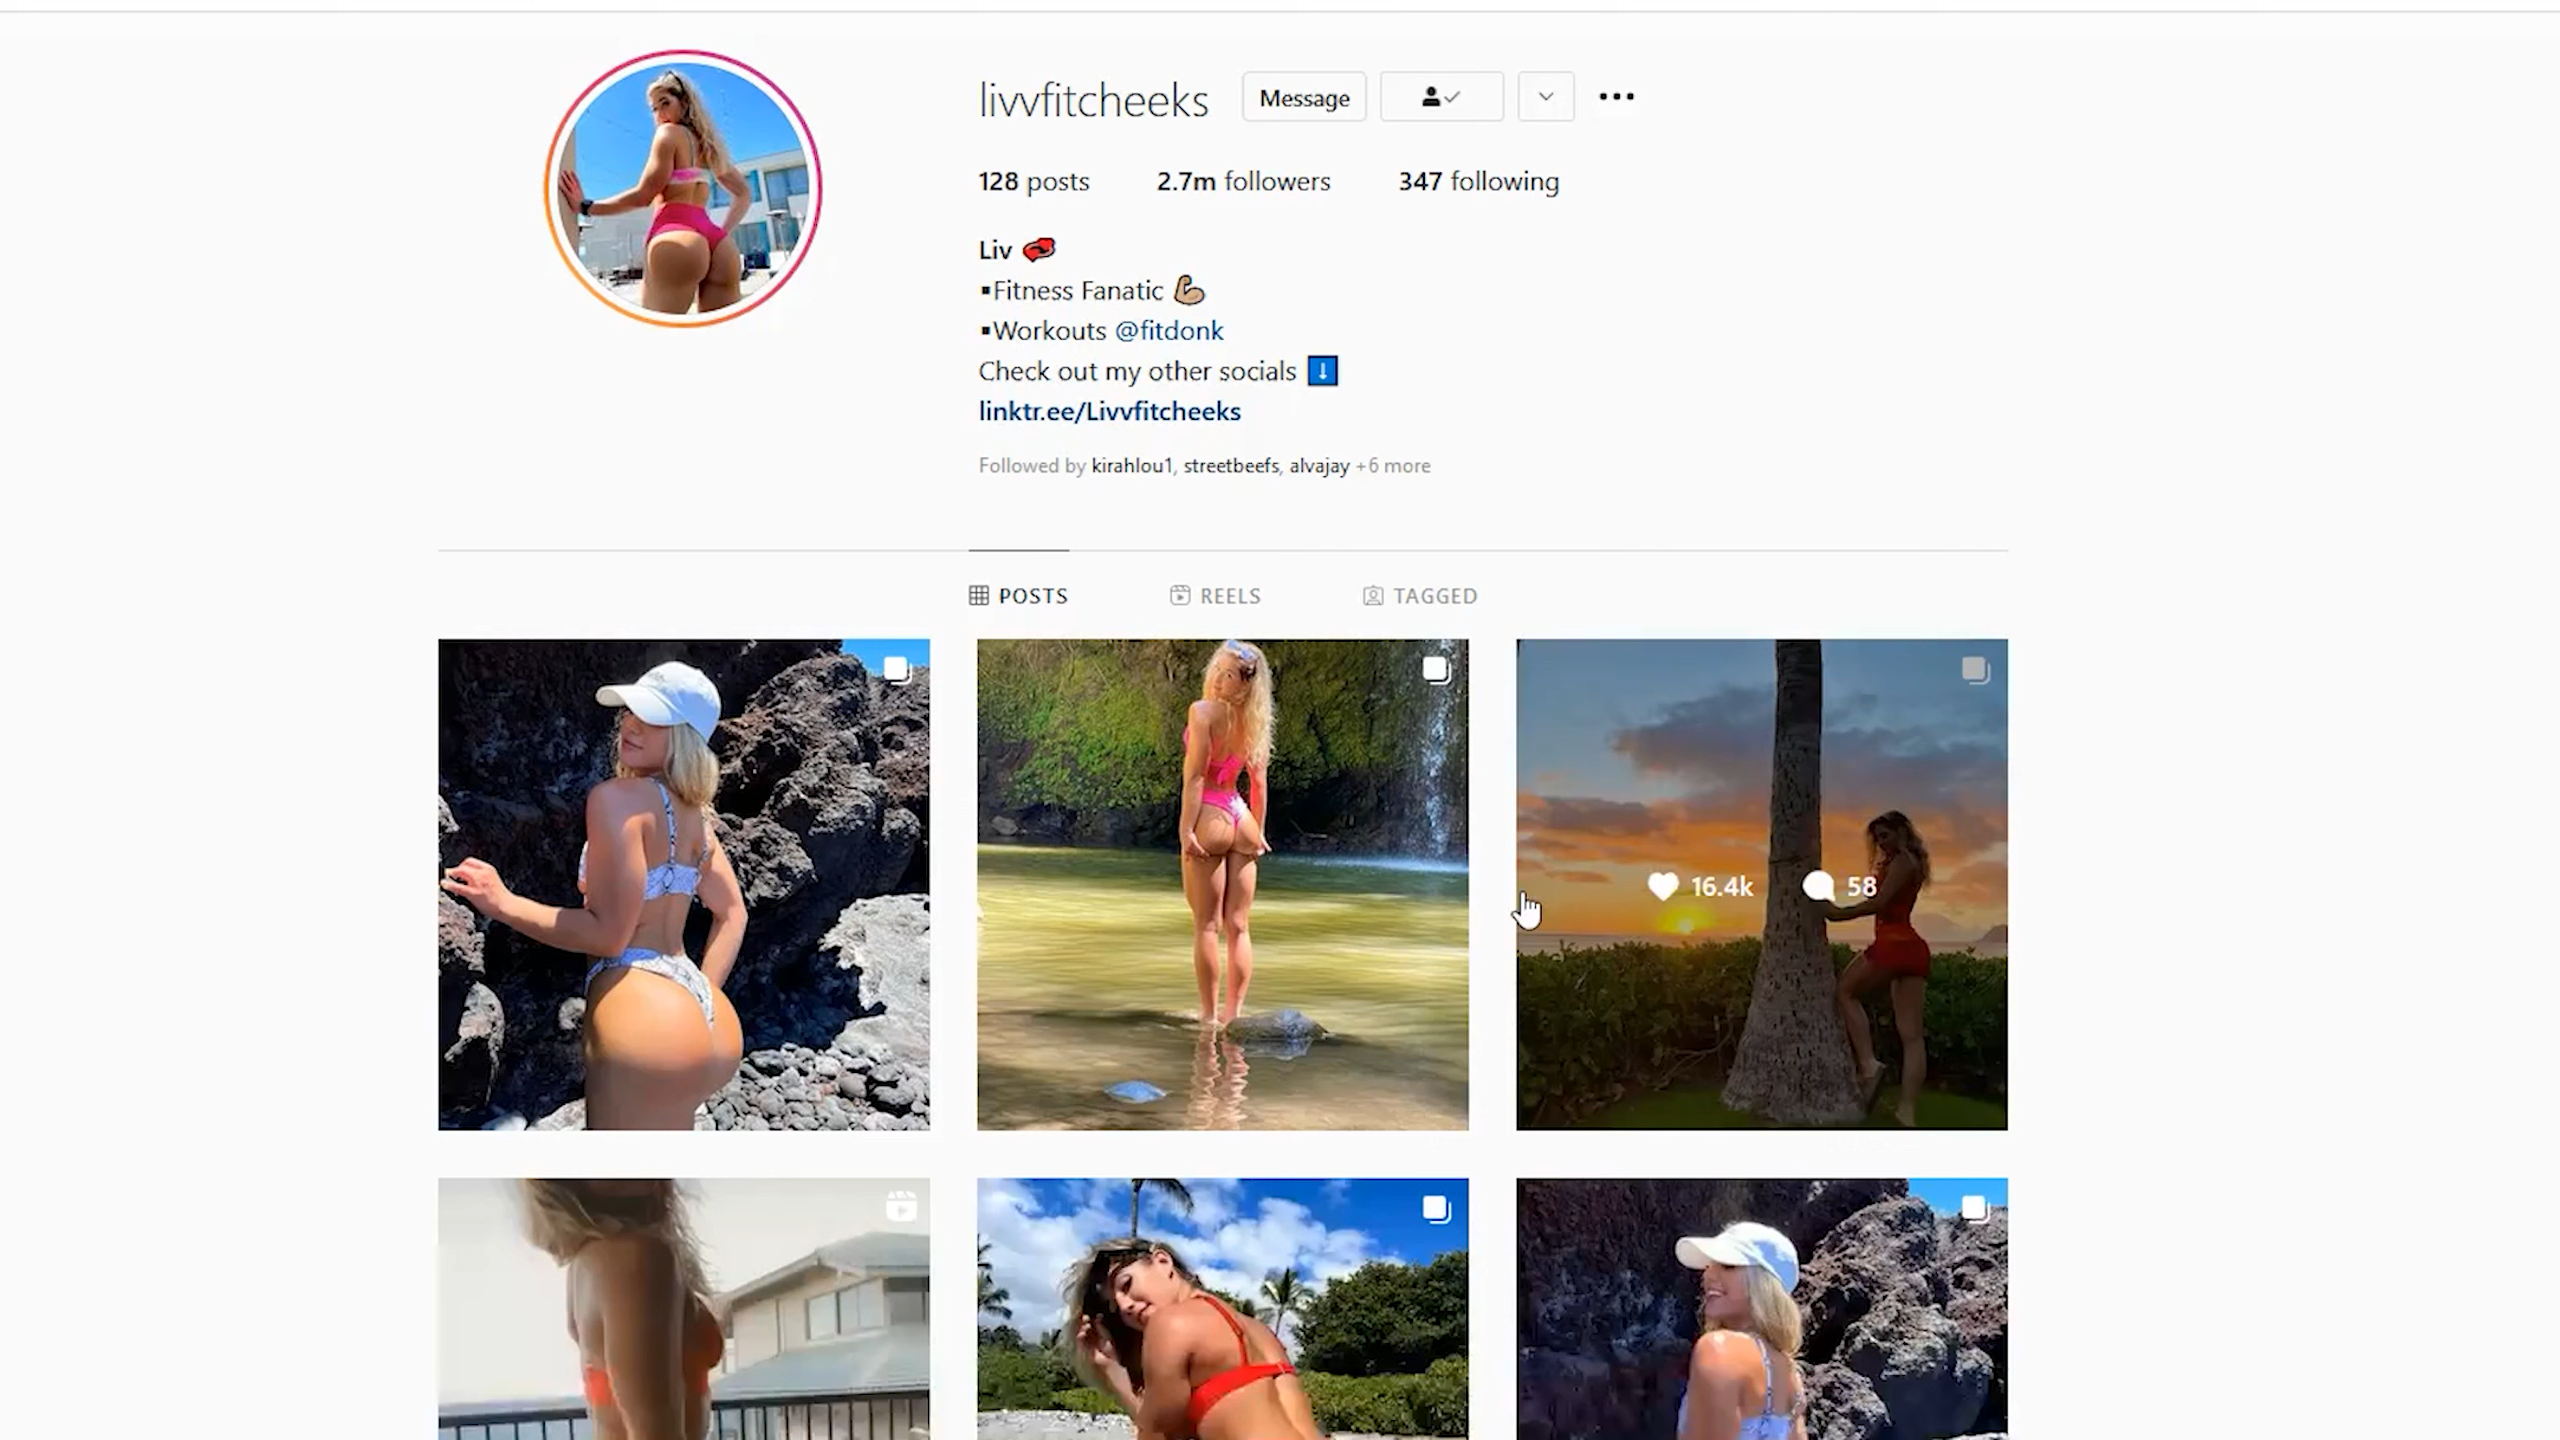 livvfitcheeks Message
128 posts 2.7m followers 347 following
Liv
▪Fitness Fanatic 💪🏼
▪Workouts @fitdonk
Check out my other socials ⬇
linktr.ee/Livvfitcheeks
Followed by kirahlou1, streetbeefs, alvajay +6 more
POSTS REELS TAGGED
16.4k 58